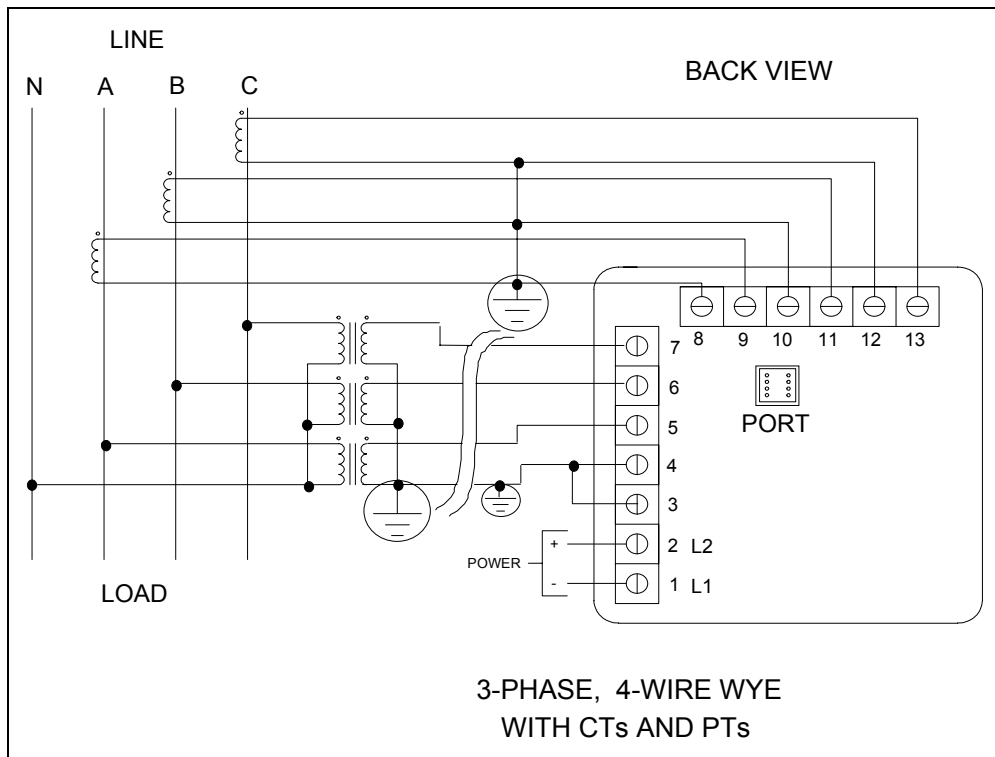 LINE
BACK VIEW
N A B C
8 9 10 11 12 13
7
6
PORT
5
4
3
+
2 L2
POWER
-
1 L1
LOAD
3-PHASE, 4-WIRE WYE
WITH CTs AND PTs